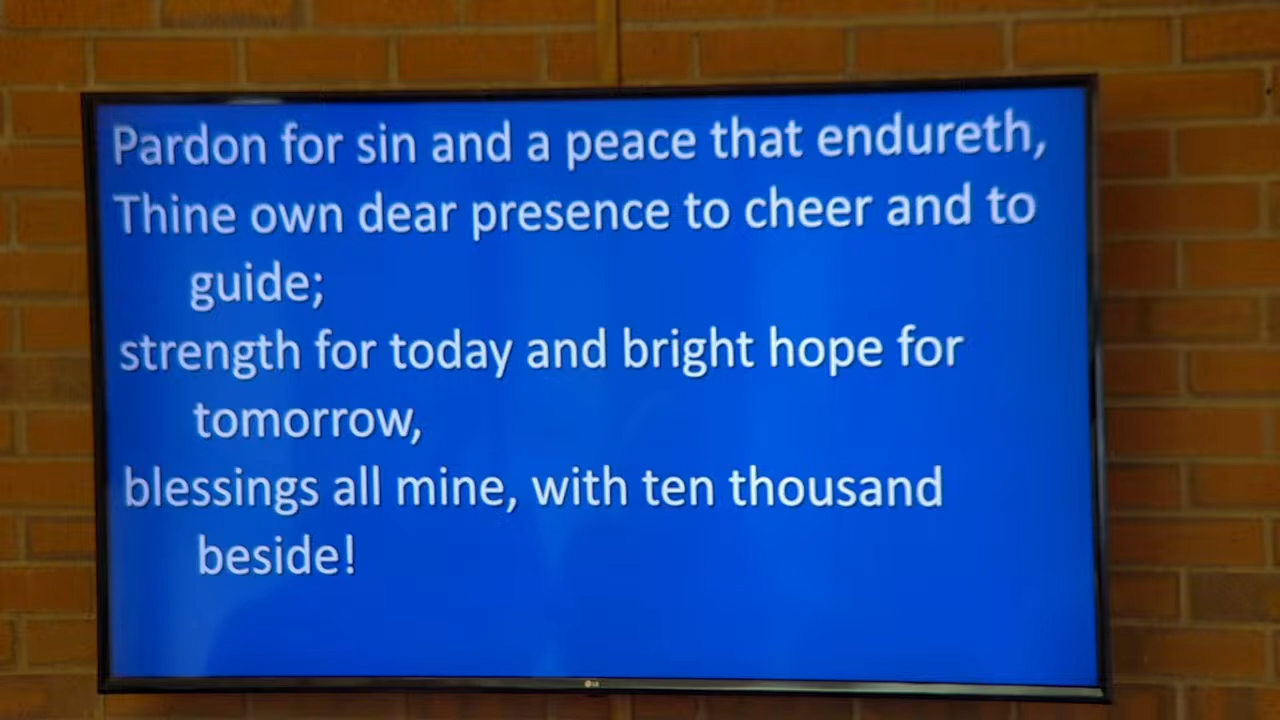 Pardon for sin and a peace that endureth,
Thine own dear presence to cheer and to
guide;
strength for today and bright hope for
tomorrow,
blessings all mine, with ten thousand
beside!
LG